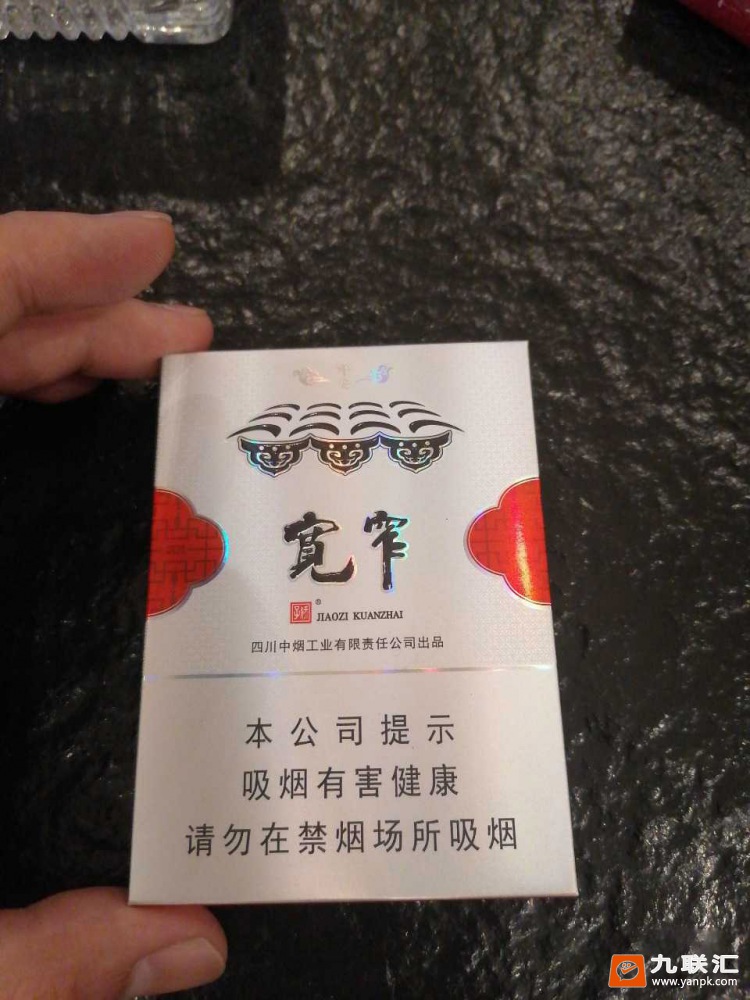 宽窄
® JIAOZI KUANZHAI
四川中烟工业有限责任公司出品
本公司提示
吸烟有害健康
请勿在禁烟场所吸烟
九联汇
www.yanpk.com